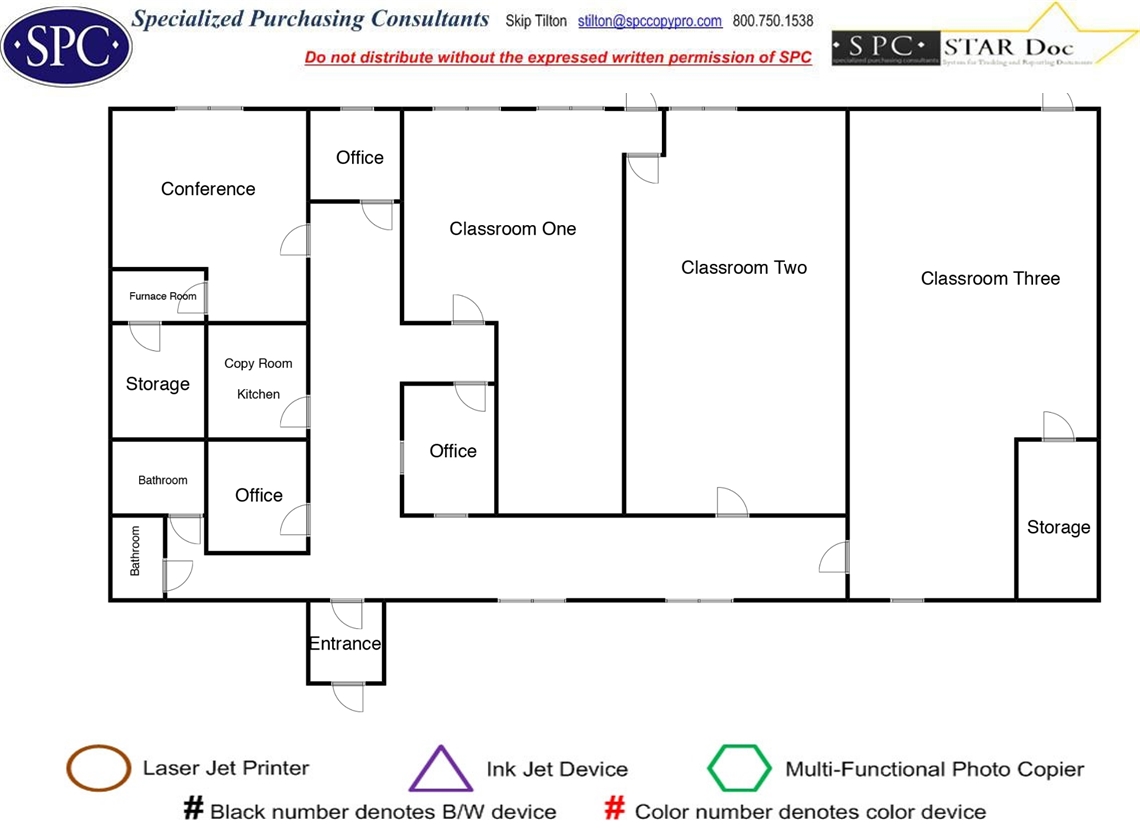 SPC
Specialized Purchasing Consultants Skip Tilton stilton@spccopypro.com 800.750.1538
Do not distribute without the expressed written permission of SPC
SPC STAR Doc
specialized purchasing consultants System for Tracking and Reporting Documents
Office
Conference
Classroom One
Classroom Two
Classroom Three
Furnace Room
Copy Room
Storage
Kitchen
Office
Bathroom
Office
Storage
Bathroom
Entrance
Laser Jet Printer
Ink Jet Device
Multi-Functional Photo Copier
# Black number denotes B/W device
# Color number denotes color device